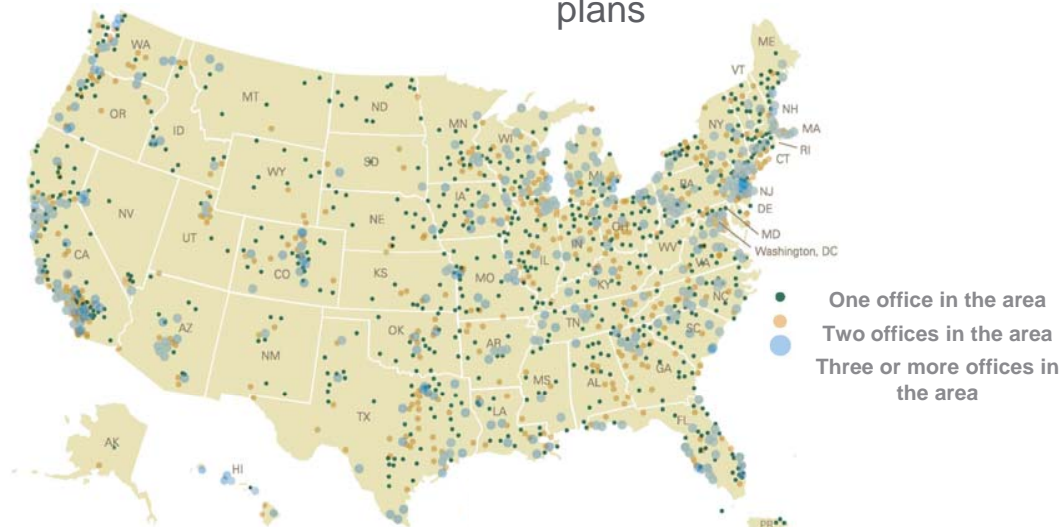 plans
WA
MT
ND
MN
WI
MI
ME
VT
NH
MA
RI
CT
NY
NJ
PA
DE
MD
Washington, DC
OR
ID
WY
SD
IA
NE
NV
UT
CO
KS
MO
IL
IN
OH
WV
VA
KY
CA
AZ
NM
OK
AR
TN
NC
SC
GA
AL
MS
LA
TX
FL
AK
HI
PR
One office in the area
Two offices in the area
Three or more offices in
the area